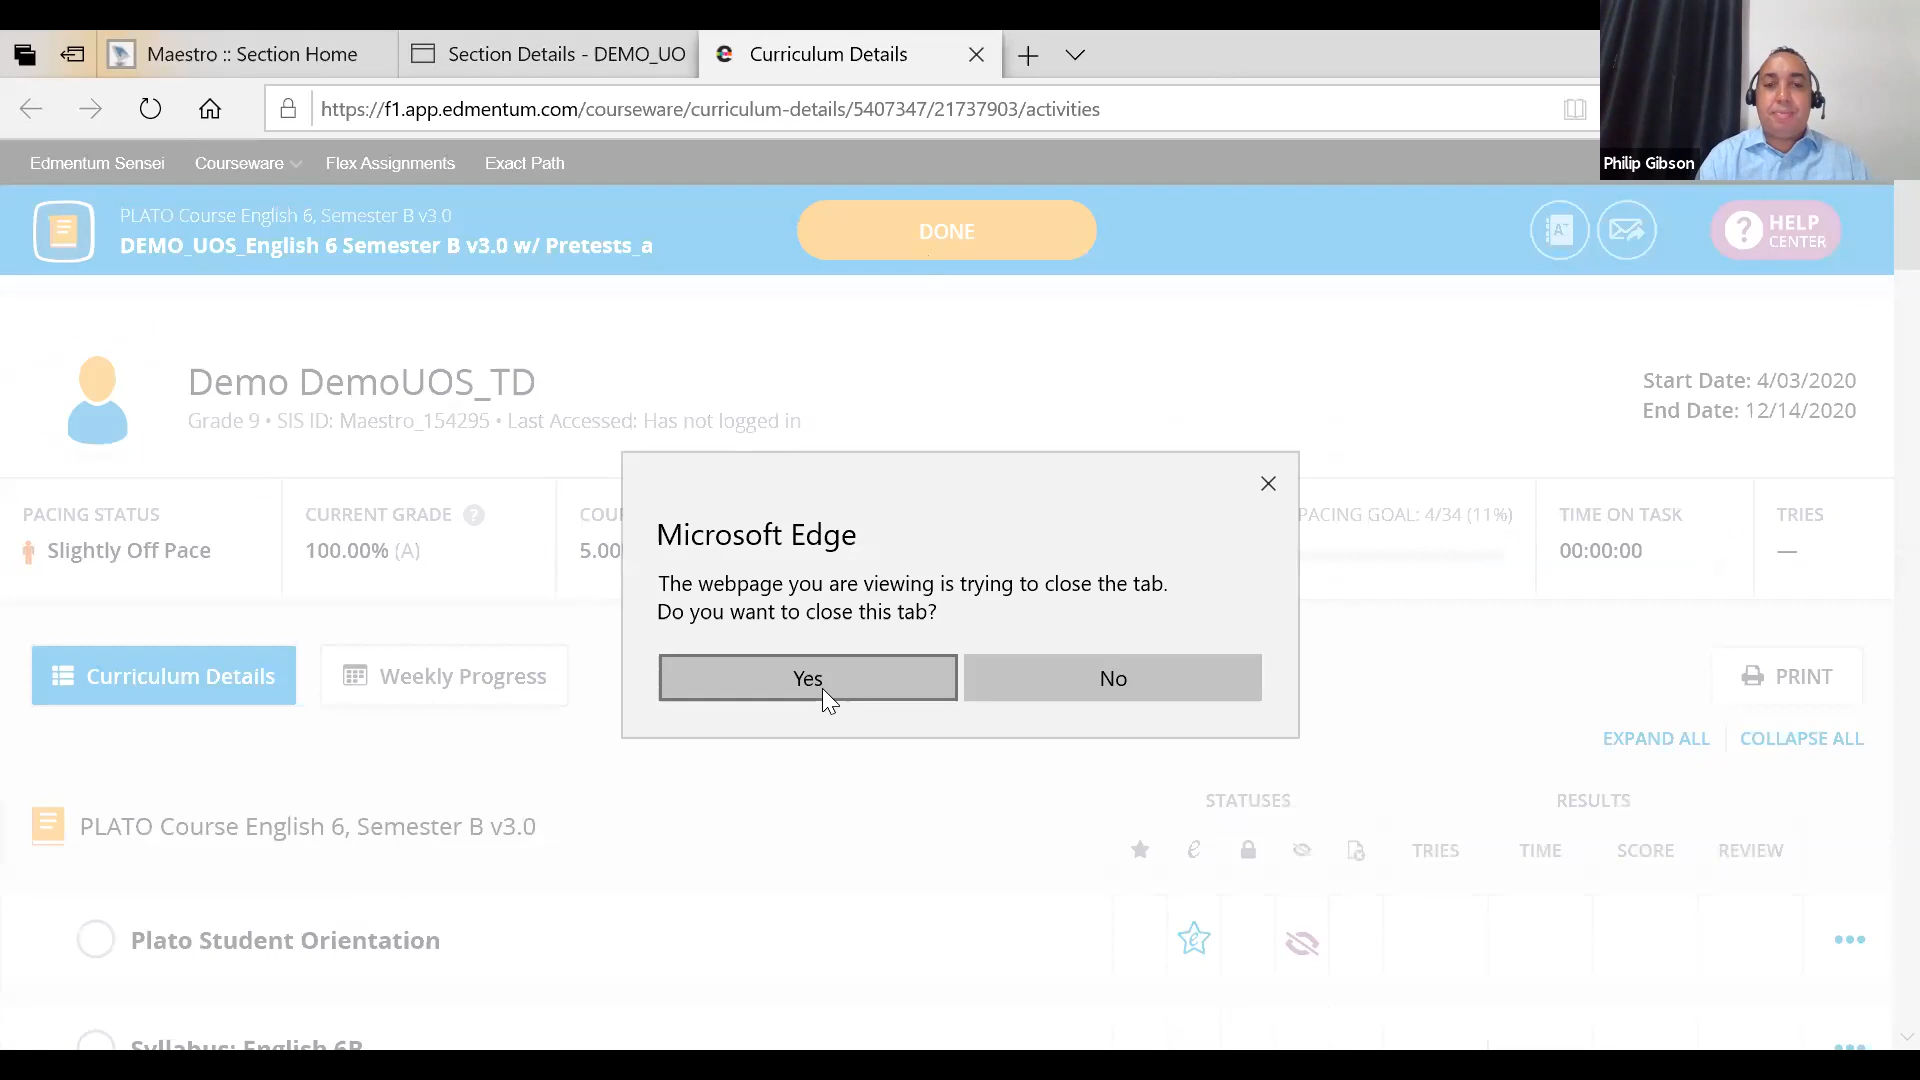 Maestro :: Section Home
Section Details - DEMO_UO
Curriculum Details
https://f1.app.edmentum.com/courseware/curriculum-details/5407347/21737903/activities
Philip Gibson
Edmentum Sensei
Courseware
Flex Assignments
Exact Path
PLATO Course English 6, Semester B v3.0
DEMO_UOS_English 6 Semester B v3.0 w/ Pretests_a
DONE
HELP
CENTER
Demo DemoUOS_TD
Grade 9 • SIS ID: Maestro_154295 • Last Accessed: Has not logged in
Start Date: 4/03/2020
End Date: 12/14/2020
PACING STATUS
Slightly Off Pace
CURRENT GRADE ?
100.00% (A)
COU
5.00
PACING GOAL: 4/34 (11%)
TIME ON TASK
00:00:00
TRIES
—
Microsoft Edge
The webpage you are viewing is trying to close the tab.
Do you want to close this tab?
Yes
No
Curriculum Details
Weekly Progress
PRINT
EXPAND ALL
COLLAPSE ALL
STATUSES
RESULTS
PLATO Course English 6, Semester B v3.0
TRIES
TIME
SCORE
REVIEW
Plato Student Orientation
Syllabus: English 6B